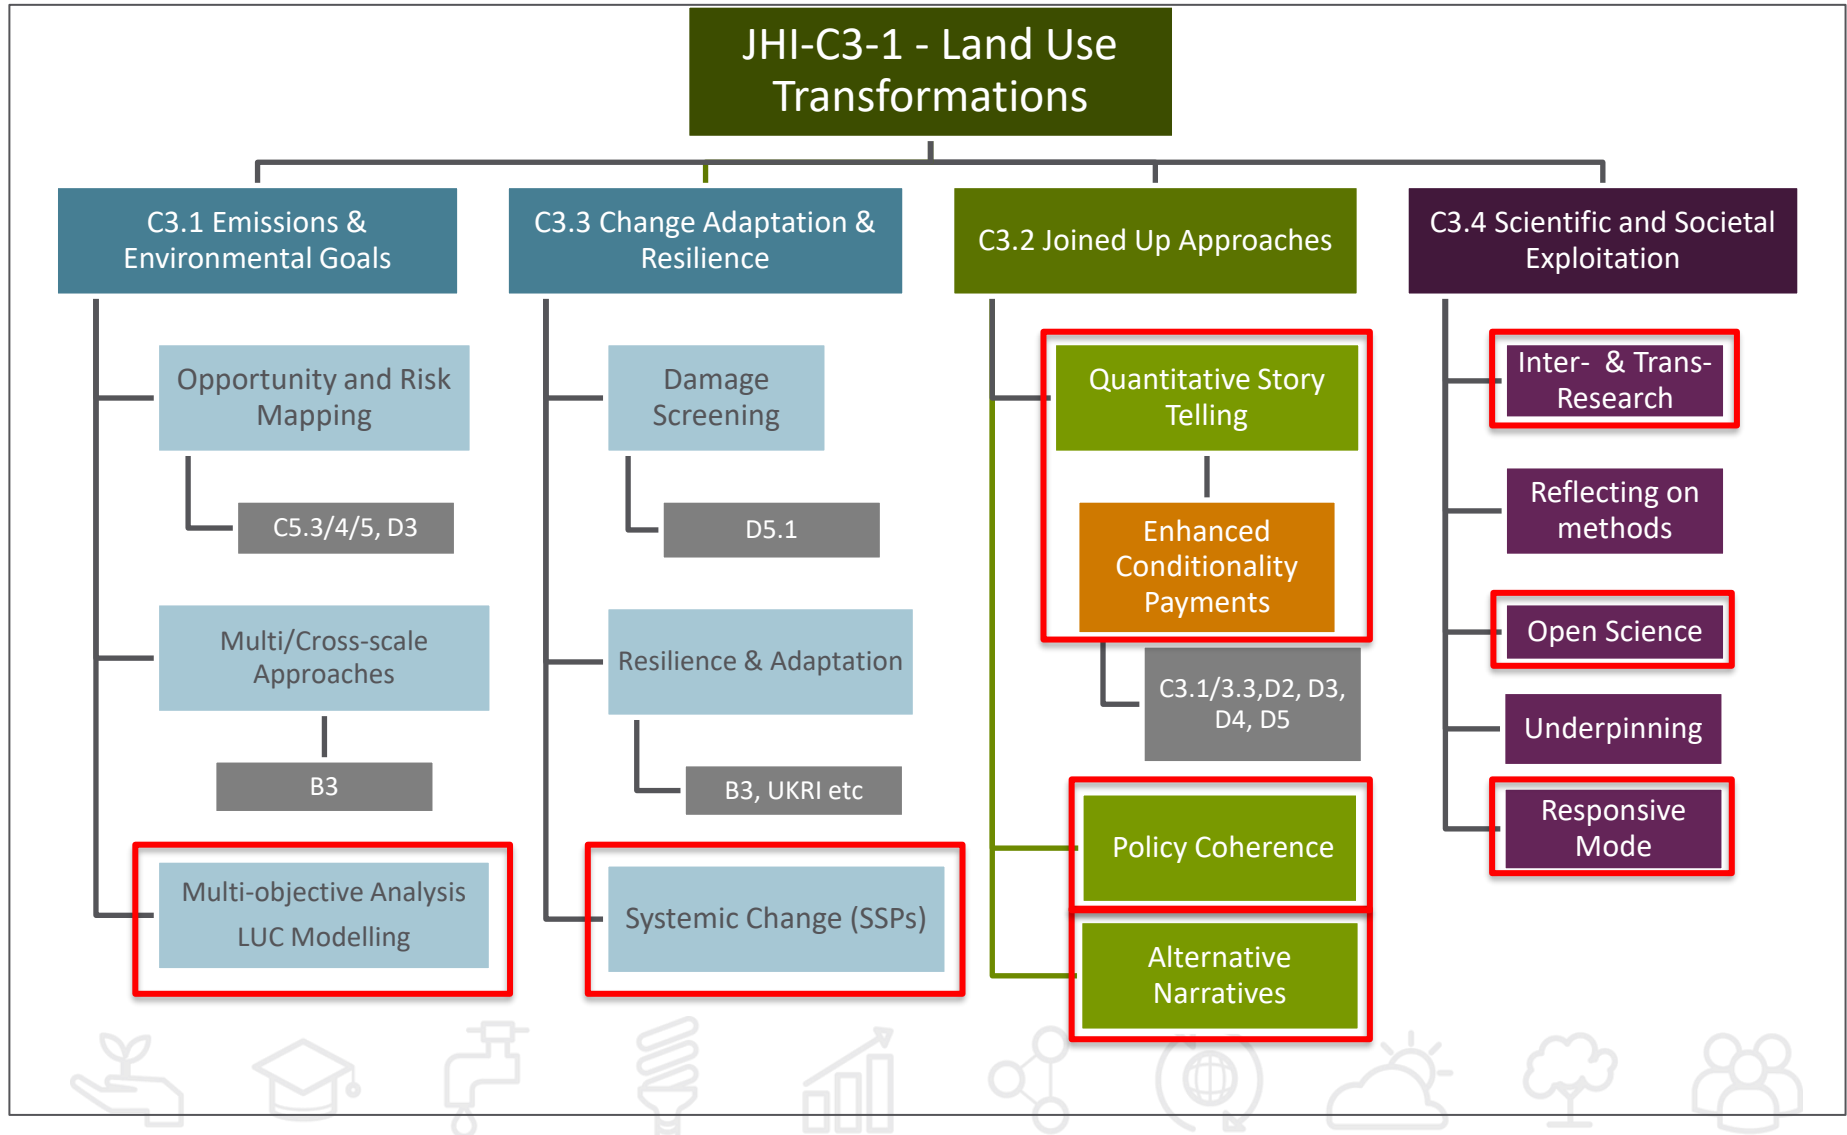 JHI-C3-1 - Land Use
Transformations
C3.1 Emissions &
Environmental Goals
Opportunity and Risk
Mapping
C5.3/4/5, D3
Multi/Cross-scale
Approaches
B3
Multi-objective Analysis
LUC Modelling
C3.3 Change Adaptation &
Resilience
Damage
Screening
D5.1
Resilience & Adaptation
B3, UKRI etc
Systemic Change (SSPs)
C3.2 Joined Up Approaches
Quantitative Story
Telling
Enhanced
Conditionality
Payments
C3.1/3.3,D2, D3,
D4, D5
Policy Coherence
Alternative
Narratives
C3.4 Scientific and Societal
Exploitation
Inter- & Trans-
Research
Reflecting on
methods
Open Science
Underpinning
Responsive
Mode